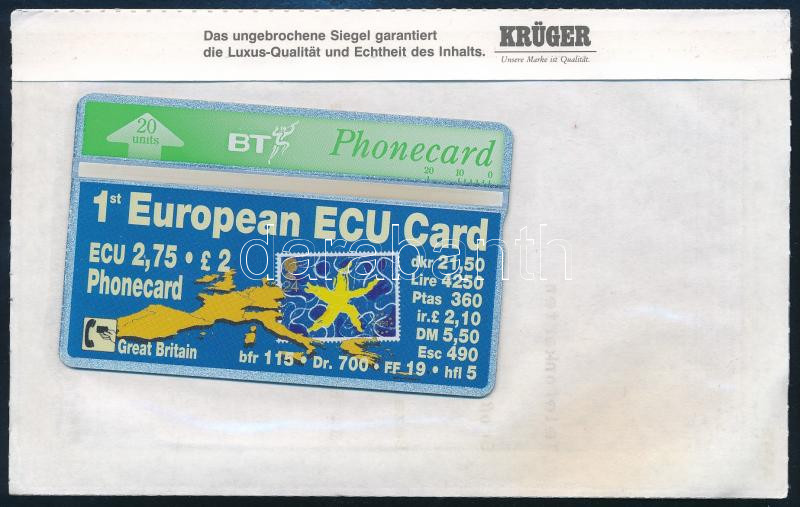 Das ungebrochene Siegel garantiert
die Luxus-Qualität und Echtheit des Inhalts.
KRÜGER
Unsere Marke ist Qualität.
20
units
BT
Phonecard
20 10 0
1st European ECU Card
ECU 2,75 • £ 2
Phonecard
24
dkr 21,50
Lire 4250
Ptas 360
ir.£ 2,10
DM 5,50
Esc 490
Great Britain
bfr 115 • Dr. 700 • FF 19 • hfl 5
darabanth